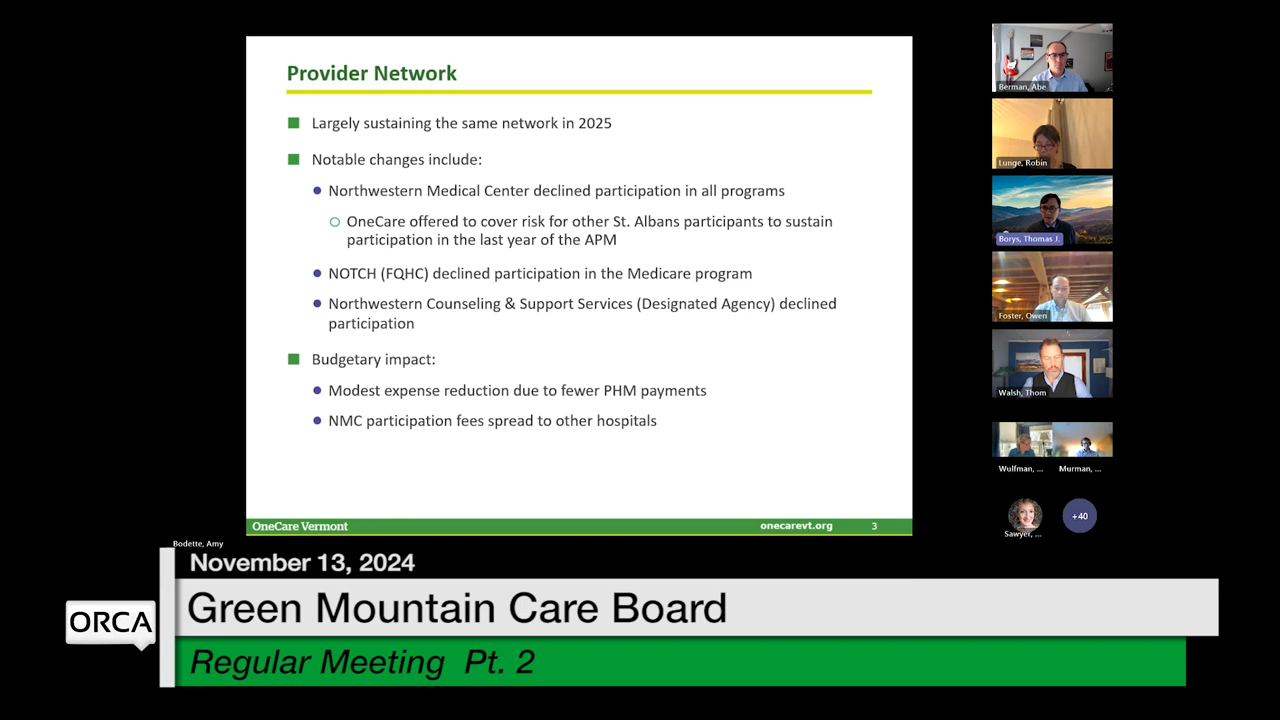 Provider Network
Largely sustaining the same network in 2025
Notable changes include:
Northwestern Medical Center declined participation in all programs
OneCare offered to cover risk for other St. Albans participants to sustain
participation in the last year of the APM
NOTCH (FQHC) declined participation in the Medicare program
Northwestern Counseling & Support Services (Designated Agency) declined
participation
Budgetary impact:
Modest expense reduction due to fewer PHM payments
NMC participation fees spread to other hospitals
OneCare Vermont
onecarevt.org
3
Berman, Abe
Lunge, Robin
Borys, Thomas J.
Foster, Owen
Walsh, Thom
Wulfman, ...
Murman, ...
Sawyer, ...
+40
Bodette, Amy
November 13, 2024
ORCA
Green Mountain Care Board
Regular Meeting Pt. 2